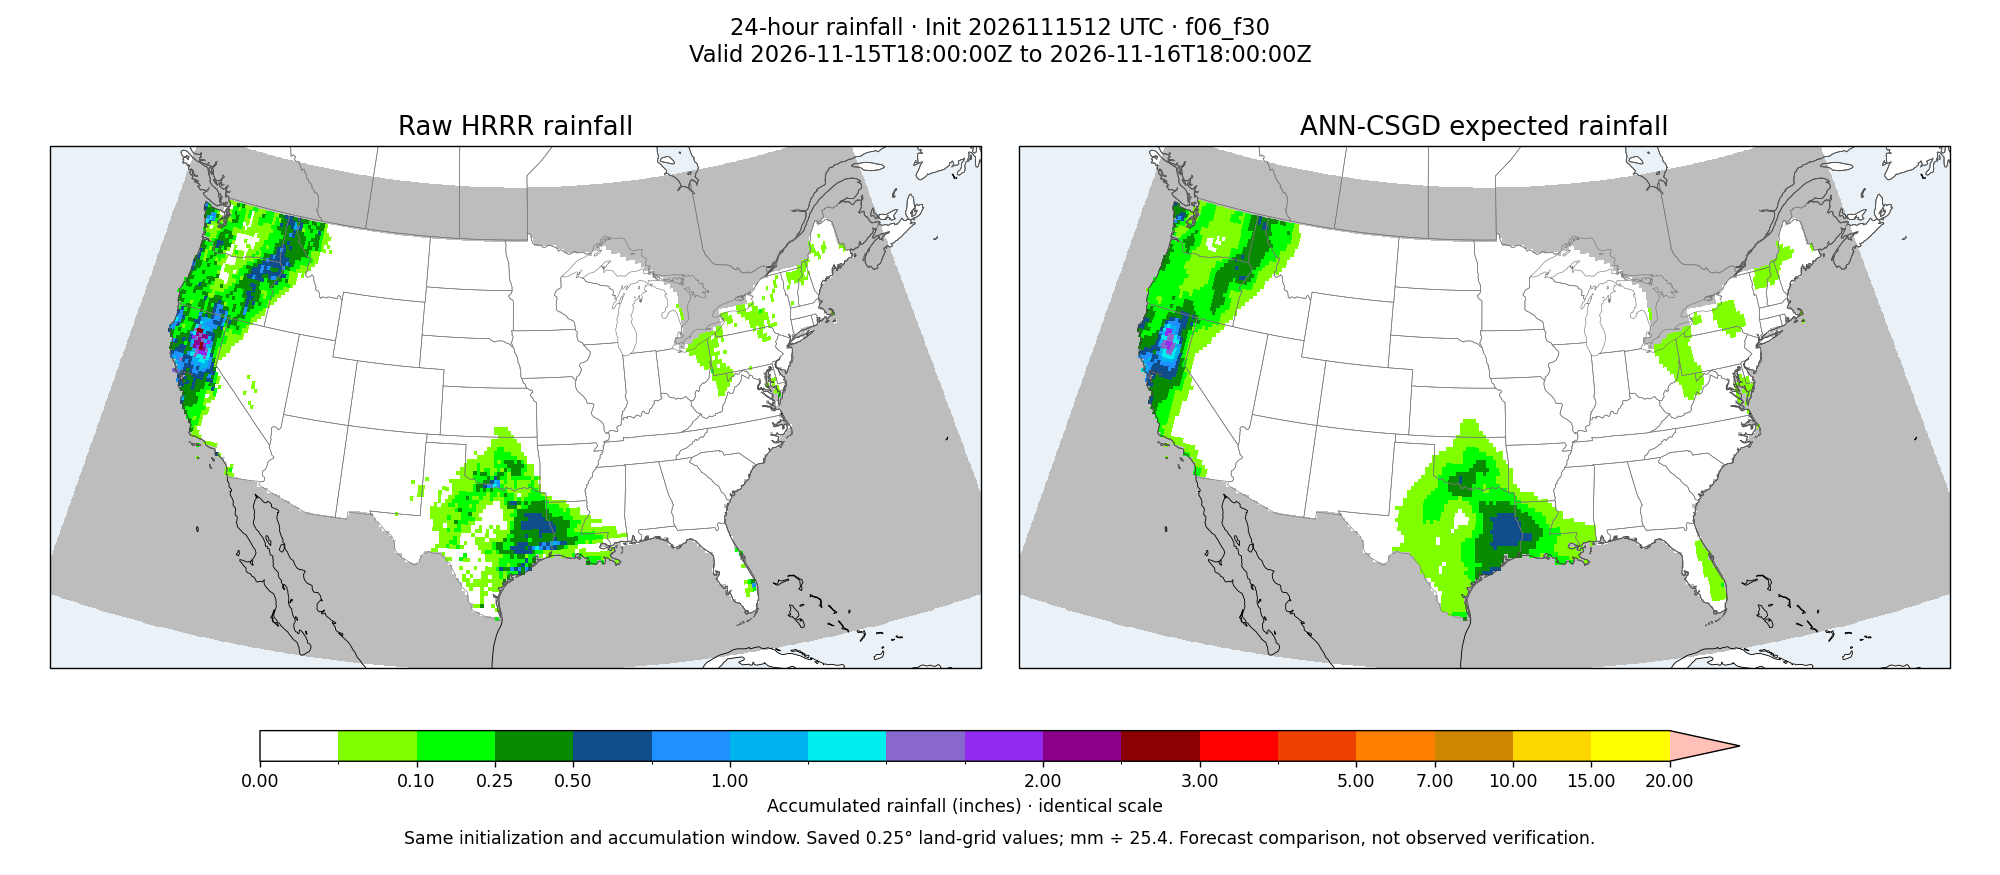 24-hour rainfall · Init 2026111512 UTC · f06_f30
Valid 2026-11-15T18:00:00Z to 2026-11-16T18:00:00Z
Raw HRRR rainfall
ANN-CSGD expected rainfall
0.00 0.10 0.25 0.50 1.00 2.00 3.00 5.00 7.00 10.00 15.00 20.00
Accumulated rainfall (inches) · identical scale
Same initialization and accumulation window. Saved 0.25° land-grid values; mm ÷ 25.4. Forecast comparison, not observed verification.